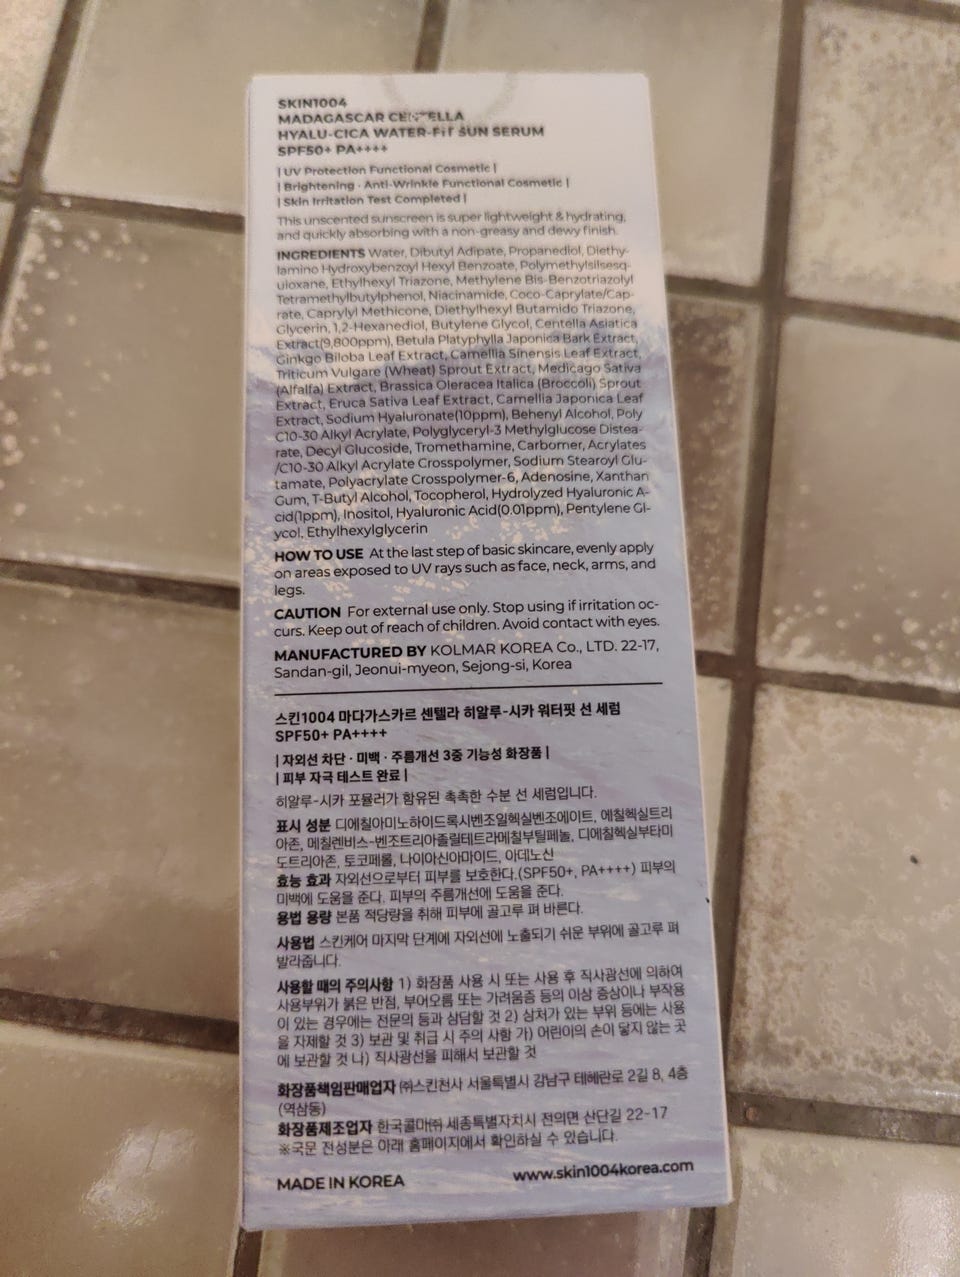 SKIN1004
MADAGASCAR CENTELLA
HYALU-CICA WATER-FIT SUN SERUM
SPF50+ PA++++
| UV Protection Functional Cosmetic |
| Brightening · Anti-Wrinkle Functional Cosmetic |
| Skin Irritation Test Completed |
This unscented sunscreen is super lightweight & hydrating,
and quickly absorbing with a non-greasy and dewy finish.
INGREDIENTS Water, Dibutyl Adipate, Propanediol, Diethy-
lamino Hydroxybenzoyl Hexyl Benzoate, Polymethylsilsesq-
uioxane, Ethylhexyl Triazone, Methylene Bis-Benzotriazolyl
Tetramethylbutylphenol, Niacinamide, Coco-Caprylate/Cap-
rate, Caprylyl Methicone, Diethylhexyl Butamido Triazone,
Glycerin, 1,2-Hexanediol, Butylene Glycol, Centella Asiatica
Extract(9,800ppm), Betula Platyphylla Japonica Bark Extract,
Ginkgo Biloba Leaf Extract, Camellia Sinensis Leaf Extract,
Triticum Vulgare (Wheat) Sprout Extract, Medicago Sativa
(Alfalfa) Extract, Brassica Oleracea Italica (Broccoli) Sprout
Extract, Eruca Sativa Leaf Extract, Camellia Japonica Leaf
Extract, Sodium Hyaluronate(10ppm), Behenyl Alcohol, Poly
C10-30 Alkyl Acrylate, Polyglyceryl-3 Methylglucose Distea-
rate, Decyl Glucoside, Tromethamine, Carbomer, Acrylates
/C10-30 Alkyl Acrylate Crosspolymer, Sodium Stearoyl Glu-
tamate, Polyacrylate Crosspolymer-6, Adenosine, Xanthan
Gum, T-Butyl Alcohol, Tocopherol, Hydrolyzed Hyaluronic A-
cid(1ppm), Inositol, Hyaluronic Acid(0.01ppm), Pentylene Gl-
ycol, Ethylhexylglycerin
HOW TO USE At the last step of basic skincare, evenly apply
on areas exposed to UV rays such as face, neck, arms, and
legs.
CAUTION For external use only. Stop using if irritation oc-
curs. Keep out of reach of children. Avoid contact with eyes.
MANUFACTURED BY KOLMAR KOREA Co., LTD. 22-17,
Sandan-gil, Jeonui-myeon, Sejong-si, Korea
스킨1004 마다가스카르 센텔라 히알루-시카 워터핏 선 세럼
SPF50+ PA++++
| 자외선 차단 · 미백 · 주름개선 3중 기능성 화장품 |
| 피부 자극 테스트 완료 |
히알루-시카 포뮬러가 함유된 촉촉한 수분 선 세럼입니다.
표시 성분 디에칠아미노하이드록시벤조일헥실벤조에이트, 에칠헥실트리
아존, 메칠렌비스-벤조트리아졸릴테트라메칠부틸페놀, 디에칠헥실부타미
도트리아존, 토코페롤, 나이아신아마이드, 아데노산
효능 효과 자외선으로부터 피부를 보호한다.(SPF50+, PA++++) 피부의
미백에 도움을 준다. 피부의 주름개선에 도움을 준다.
용법 용량 본품 적당량을 취해 피부에 골고루 펴 바른다.
사용법 스킨케어 마지막 단계에 자외선에 노출되기 쉬운 부위에 골고루 펴
발라줍니다.
사용할 때의 주의사항 1) 화장품 사용 시 또는 사용 후 직사광선에 의하여
사용부위가 붉은 반점, 부어오름 또는 가려움증 등의 이상 증상이나 부작용
이 있는 경우에는 전문의 등과 상담할 것 2) 상처가 있는 부위 등에는 사용
을 자제할 것 3) 보관 및 취급 시 주의 사항 가) 어린이의 손이 닿지 않는 곳
에 보관할 것 나) 직사광선을 피해서 보관할 것
화장품책임판매업자 ㈜스킨천사 서울특별시 강남구 테헤란로 2길 8, 4층
(역삼동)
화장품제조업자 한국콜마㈜ 세종특별자치시 전의면 산단길 22-17
※국문 전성분은 아래 홈페이지에서 확인하실 수 있습니다.
MADE IN KOREA
www.skin1004korea.com